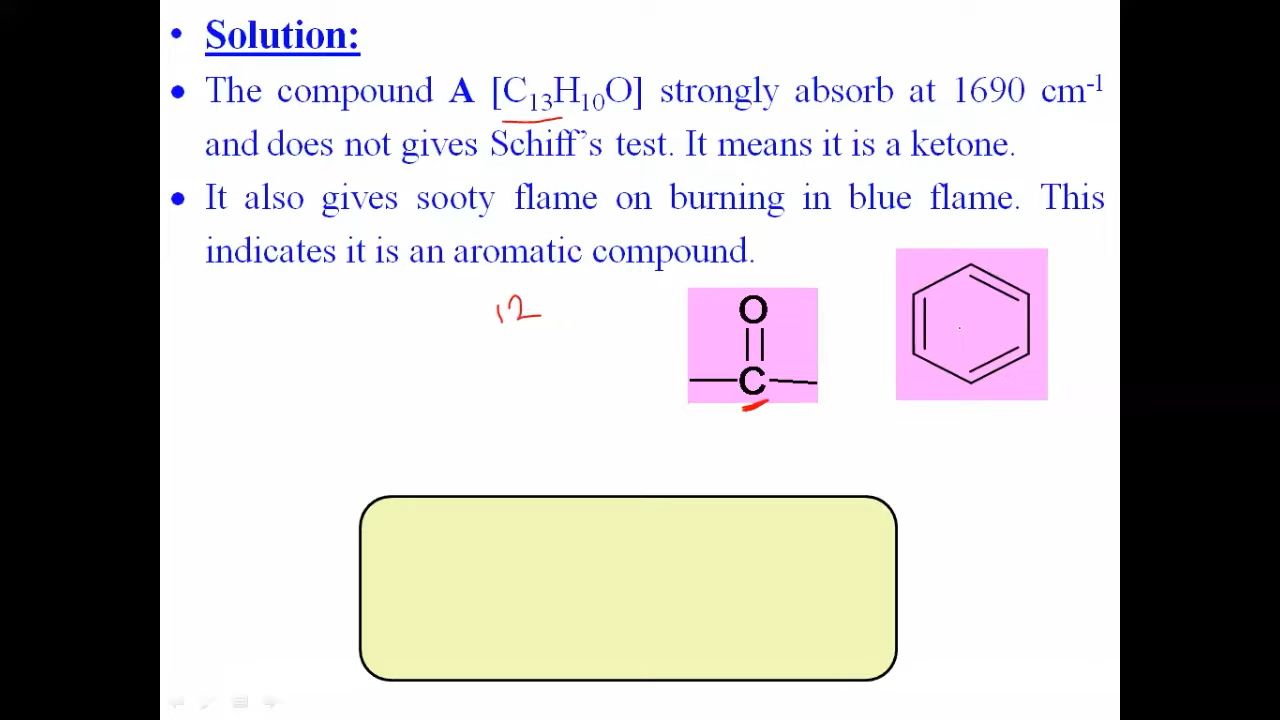 • Solution:
• The compound A [C₁₃H₁₀O] strongly absorb at 1690 cm⁻¹
and does not gives Schiff’s test. It means it is a ketone.
• It also gives sooty flame on burning in blue flame. This
indicates it is an aromatic compound.
12
O
C